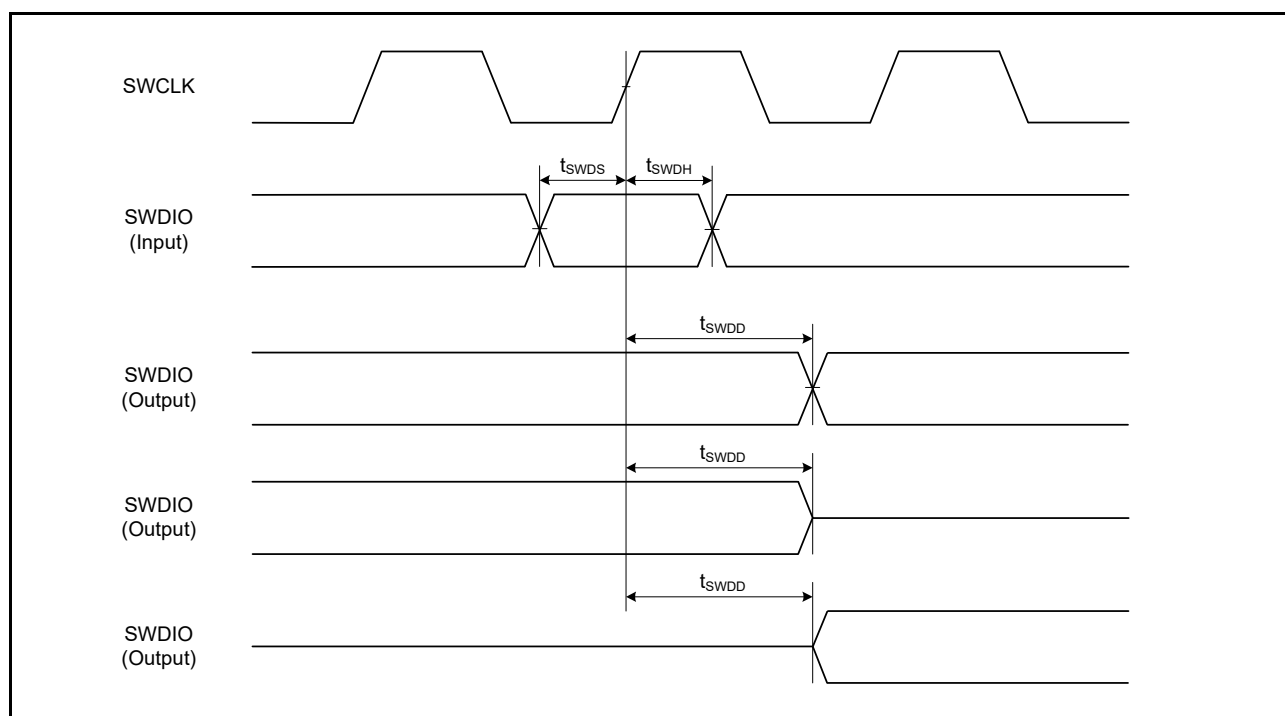 SWCLK
tSWDS
tSWDH
SWDIO
(Input)
tSWDD
SWDIO
(Output)
tSWDD
SWDIO
(Output)
tSWDD
SWDIO
(Output)